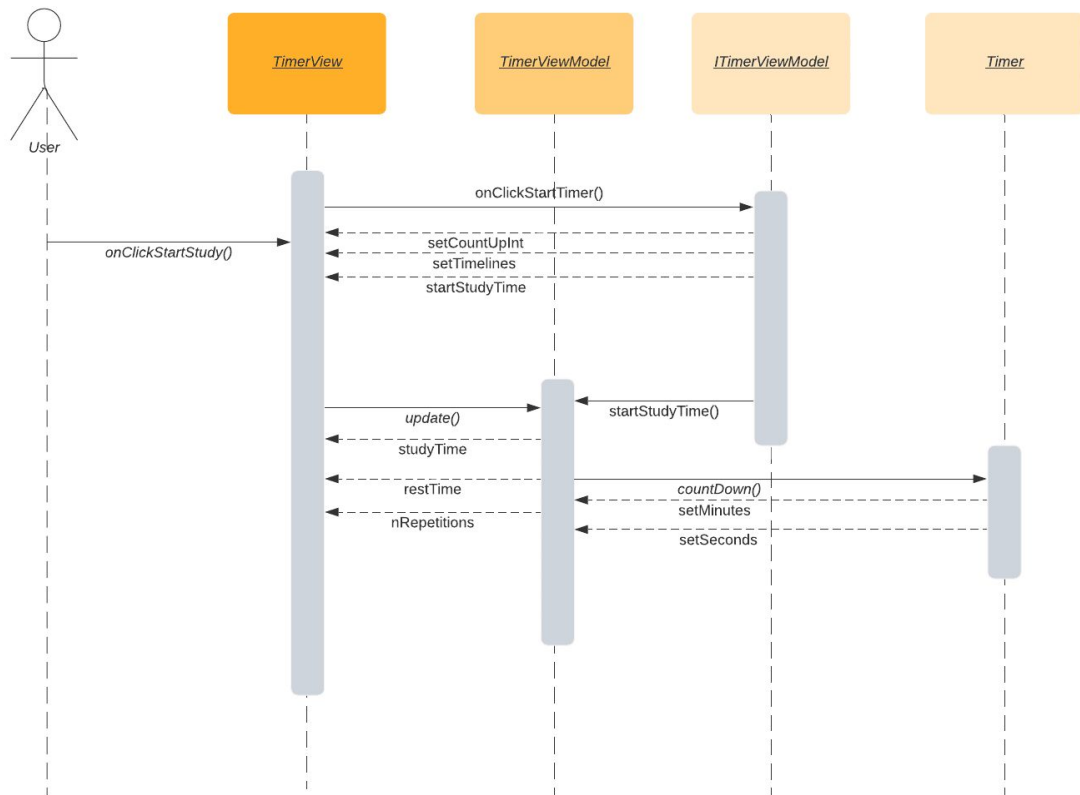 TimerView
TimerViewModel
ITimerViewModel
Timer
User
onClickStartTimer()
onClickStartStudy()
setCountUpInt
setTimelines
startStudyTime
update()
startStudyTime()
studyTime
restTime
countDown()
setMinutes
nRepetitions
setSeconds